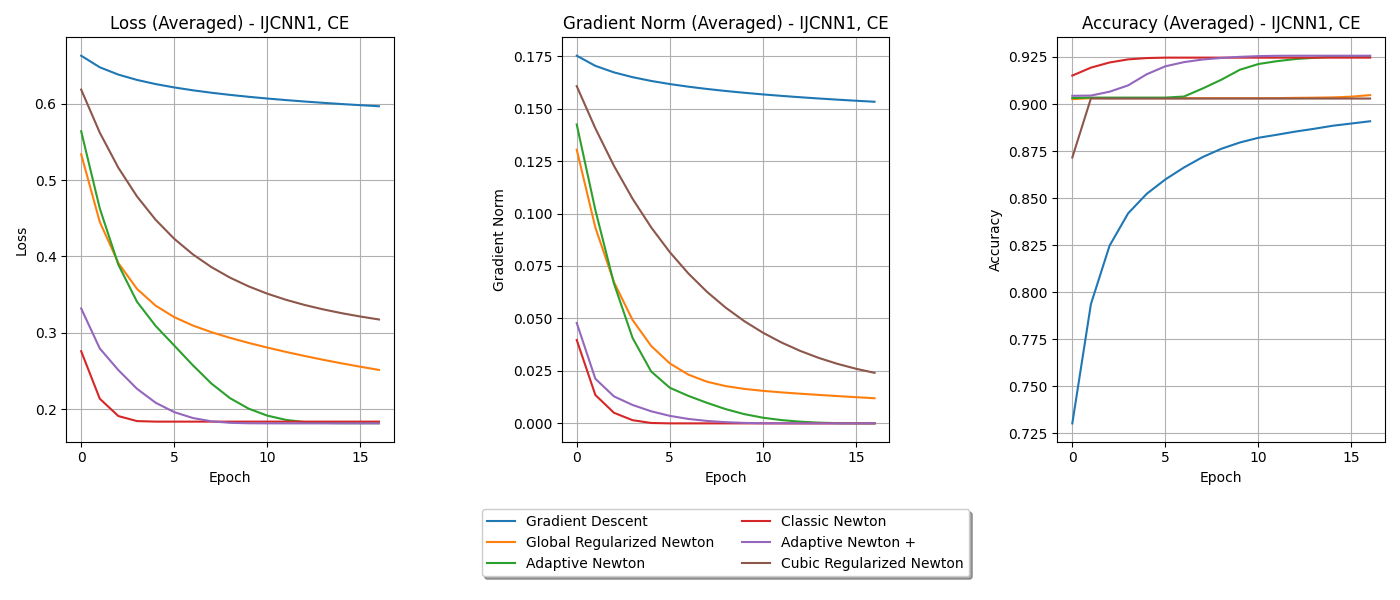 Loss (Averaged) - IJCNN1, CE
Loss
0.6
0.5
0.4
0.3
0.2
0
5
10
15
Epoch
Gradient Norm (Averaged) - IJCNN1, CE
Gradient Norm
0.175
0.150
0.125
0.100
0.075
0.050
0.025
0.000
0
5
10
15
Epoch
Accuracy (Averaged) - IJCNN1, CE
Accuracy
0.925
0.900
0.875
0.850
0.825
0.800
0.775
0.750
0.725
0
5
10
15
Epoch
Gradient Descent
Global Regularized Newton
Adaptive Newton
Classic Newton
Adaptive Newton +
Cubic Regularized Newton